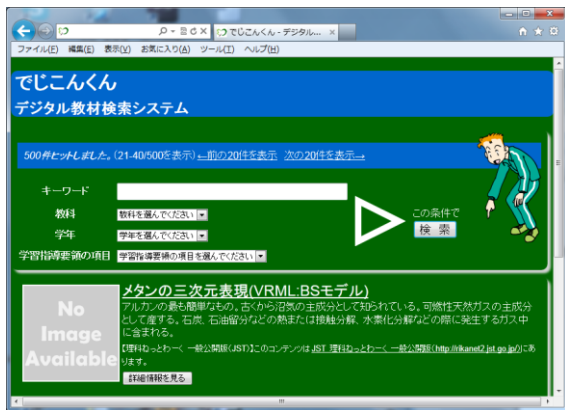 でじこんくん - デジタル...
ファイル(F) 編集(E) 表示(V) お気に入り(A) ツール(T) ヘルプ(H)
でじこんくん
デジタル教材検索システム
500件ヒットしました。(21-40/500を表示) ←前の20件を表示 次の20件を表示→
キーワード
教科 教科を選んでください
学年 学年を選んでください
学習指導要領の項目 学習指導要領の項目を選んでください
この条件で
検 索
No
Image
Available
メタンの三次元表現(VRML:BSモデル)
アルカンの最も簡単なもの。古くから沼気の主成分として知られている。可燃性天然ガスの主成分
として産する。石炭、石油留分などの熱または接触分解、水素化分解などの際に発生するガス中
に含まれる。
【理科ねっとわーく 一般公開版(JST)】このコンテンツは JST 理科ねっとわーく 一般公開版(http://rikanet2.jst.go.jp/)にあ
ります。
詳細情報を見る